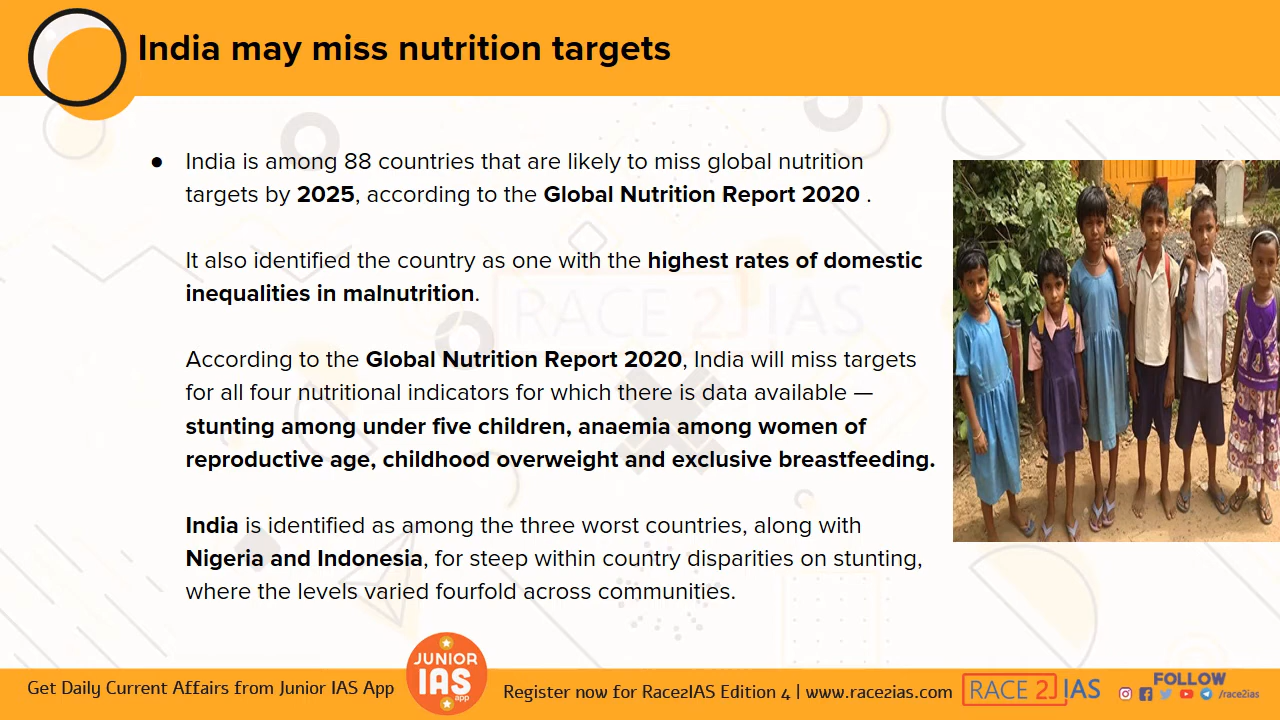 India may miss nutrition targets
● India is among 88 countries that are likely to miss global nutrition
targets by 2025, according to the Global Nutrition Report 2020 .
It also identified the country as one with the highest rates of domestic
inequalities in malnutrition.
RACE 2 IAS
According to the Global Nutrition Report 2020, India will miss targets
for all four nutritional indicators for which there is data available —
stunting among under five children, anaemia among women of
reproductive age, childhood overweight and exclusive breastfeeding.
India is identified as among the three worst countries, along with
Nigeria and Indonesia, for steep within country disparities on stunting,
where the levels varied fourfold across communities.
Get Daily Current Affairs from Junior IAS App
JUNIOR
IAS
app
Register now for Race2IAS Edition 4 | www.race2ias.com
RACE 2 IAS
FOLLOW
/race2ias